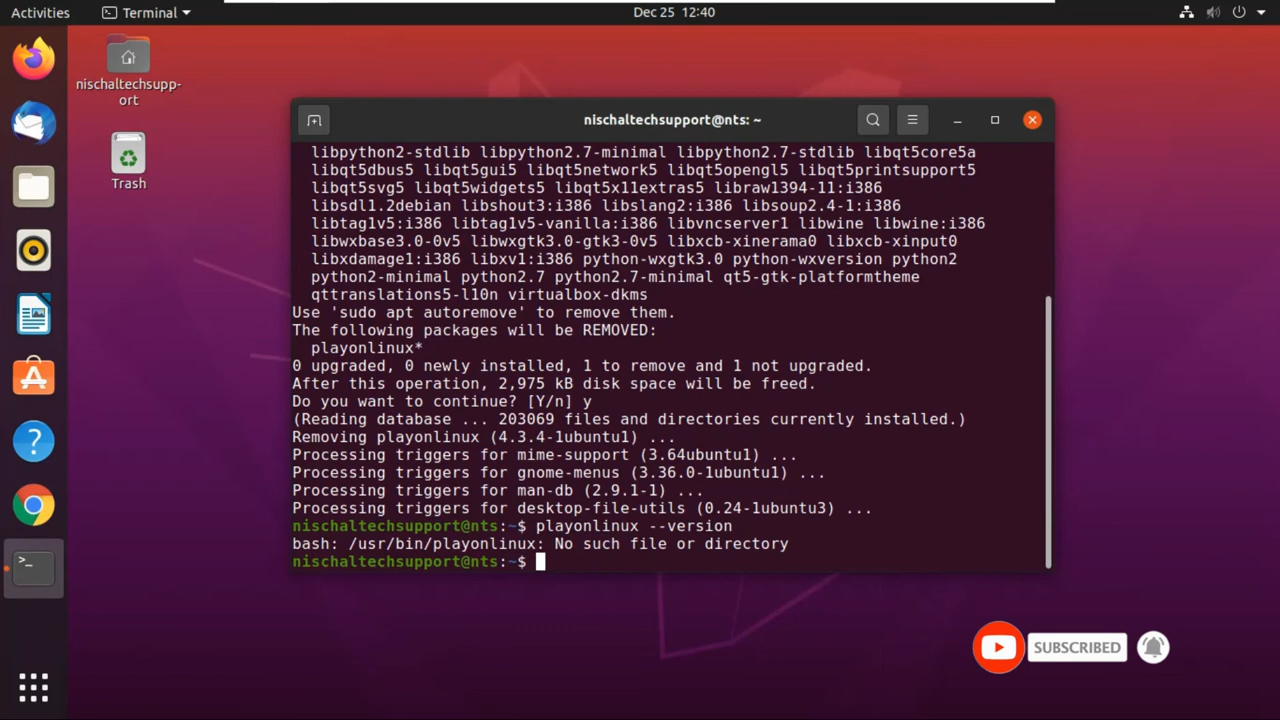 Activities
Terminal
Dec 25 12:40
nischaltechsupp-
ort
Trash
nischaltechsupport@nts: ~
libpython2-stdlib libpython2.7-minimal libpython2.7-stdlib libqt5core5a
libqt5dbus5 libqt5gui5 libqt5network5 libqt5opengl5 libqt5printsupport5
libqt5svg5 libqt5widgets5 libqt5x11extras5 libraw1394-11:i386
libsdl1.2debian libshout3:i386 libslang2:i386 libsoup2.4-1:i386
libtag1v5:i386 libtag1v5-vanilla:i386 libvncserver1 libwine libwine:i386
libwxbase3.0-0v5 libwxgtk3.0-gtk3-0v5 libxcb-xinerama0 libxcb-xinput0
libxdamage1:i386 libxv1:i386 python-wxgtk3.0 python-wxversion python2
python2-minimal python2.7 python2.7-minimal qt5-gtk-platformtheme
qttranslations5-l10n virtualbox-dkms
Use 'sudo apt autoremove' to remove them.
The following packages will be REMOVED:
playonlinux*
0 upgraded, 0 newly installed, 1 to remove and 1 not upgraded.
After this operation, 2,975 kB disk space will be freed.
Do you want to continue? [Y/n] y
(Reading database ... 203069 files and directories currently installed.)
Removing playonlinux (4.3.4-1ubuntu1) ...
Processing triggers for mime-support (3.64ubuntu1) ...
Processing triggers for gnome-menus (3.36.0-1ubuntu1) ...
Processing triggers for man-db (2.9.1-1) ...
Processing triggers for desktop-file-utils (0.24-1ubuntu3) ...
nischaltechsupport@nts:~$ playonlinux --version
bash: /usr/bin/playonlinux: No such file or directory
nischaltechsupport@nts:~$
SUBSCRIBED